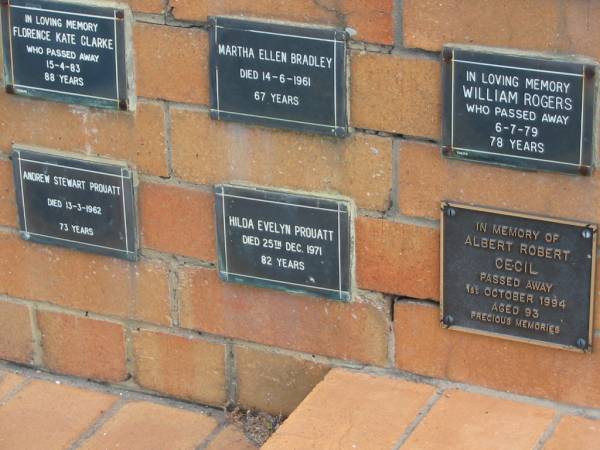 IN LOVING MEMORY
FLORENCE KATE CLARKE
WHO PASSED AWAY
15-4-83
88 YEARS
MARTHA ELLEN BRADLEY
DIED 14-6-1961
67 YEARS
IN LOVING MEMORY
WILLIAM ROGERS
WHO PASSED AWAY
6-7-79
78 YEARS
ANDREW STEWART PROUATT
DIED 13-3-1962
73 YEARS
HILDA EVELYN PROUATT
DIED 25TH DEC. 1971
82 YEARS
IN MEMORY OF
ALBERT ROBERT
CECIL
PASSED AWAY
1ST OCTOBER 1994
AGED 93
PRECIOUS MEMORIES